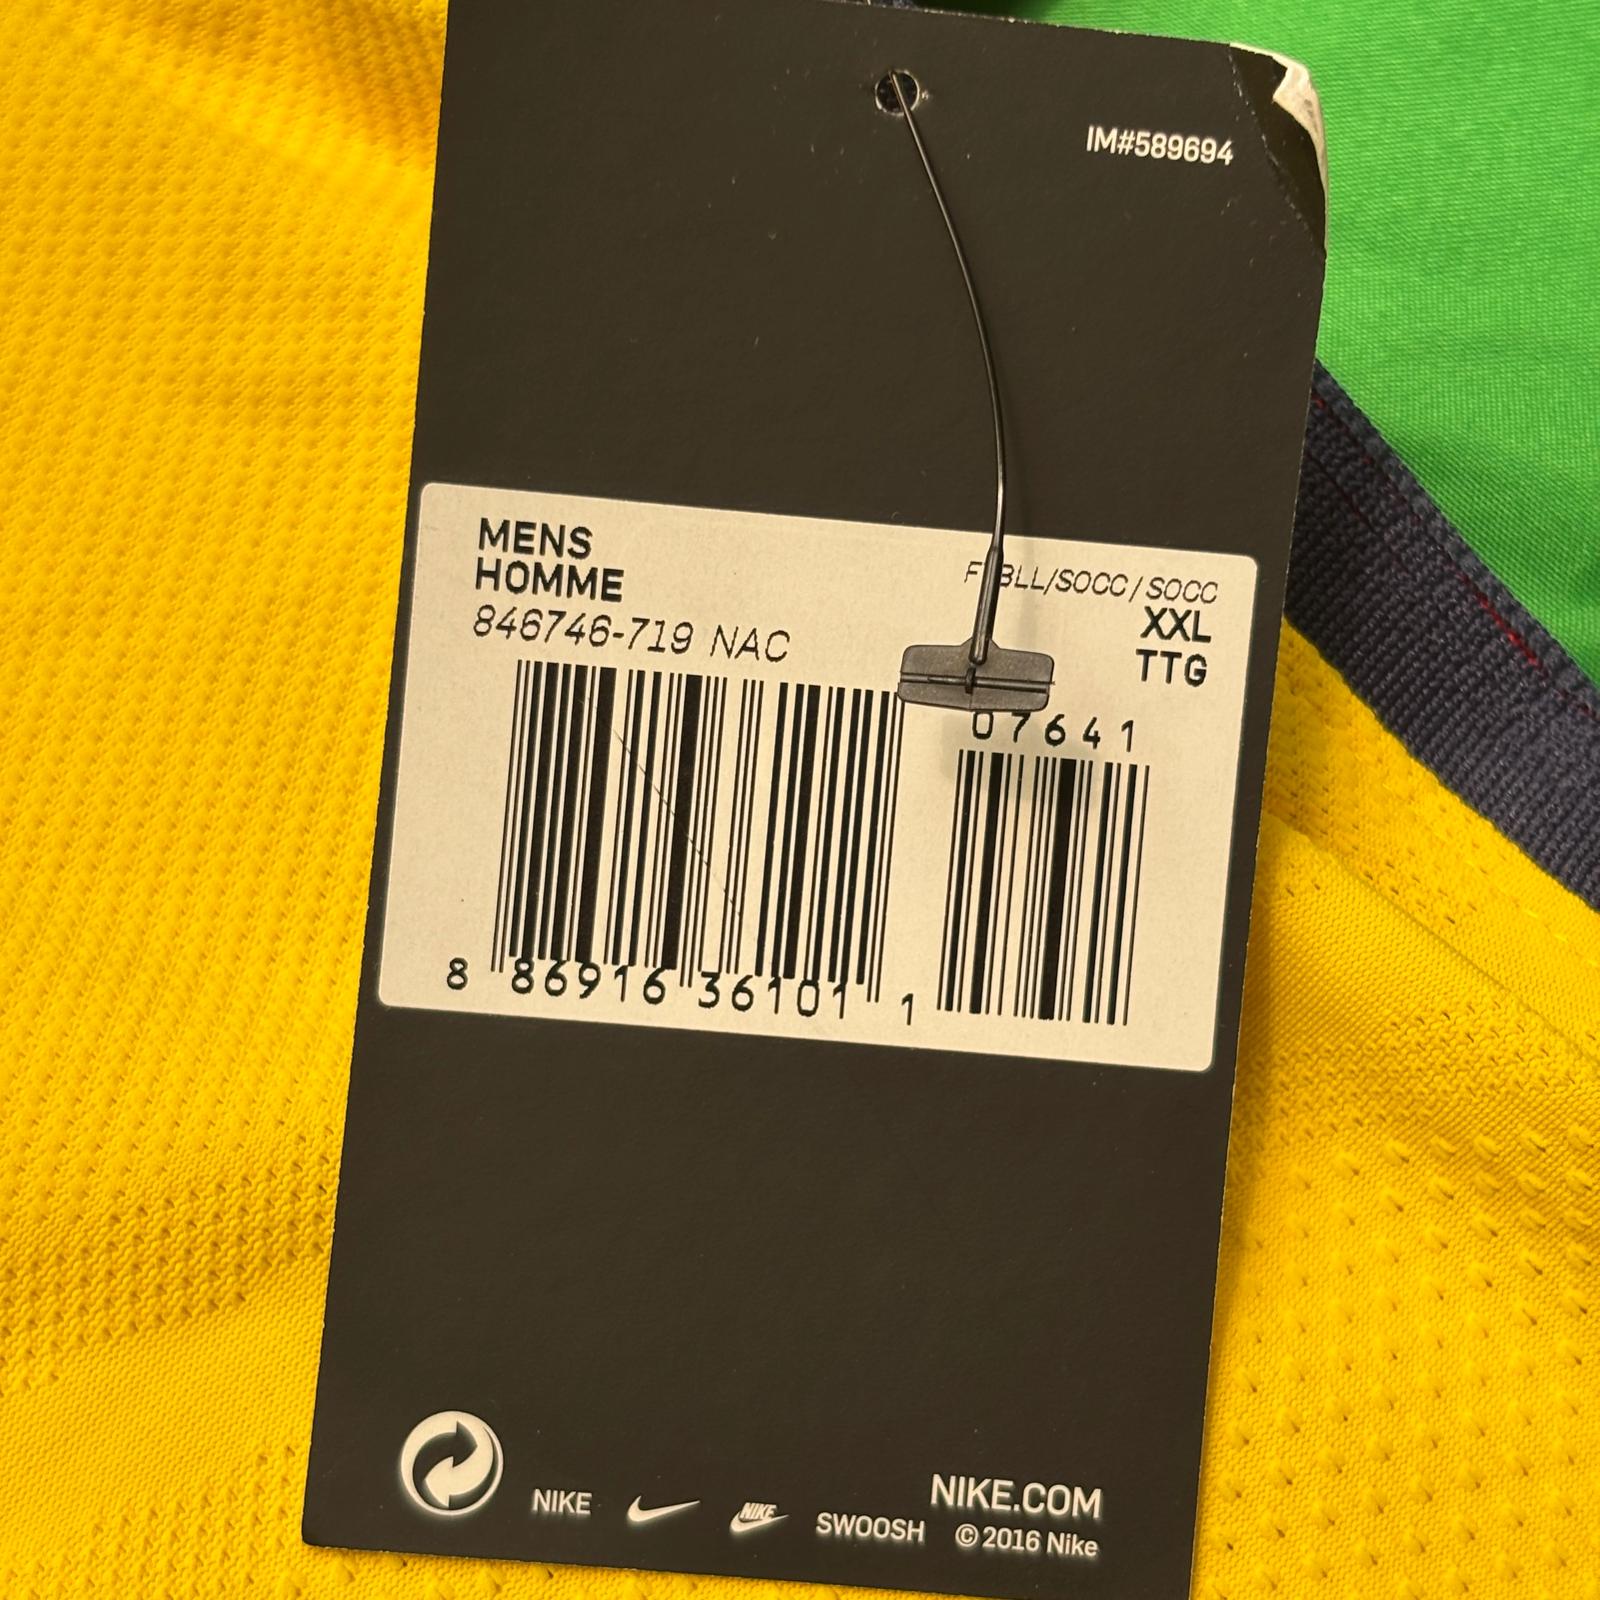 IM#589694
MENS
HOMME
846746-719 NAC
/SOCC / SOCC
XXL
TTG
07641
8 86916 36101 1
NIKE
NIKE
SWOOSH
NIKE.COM
© 2016 Nike